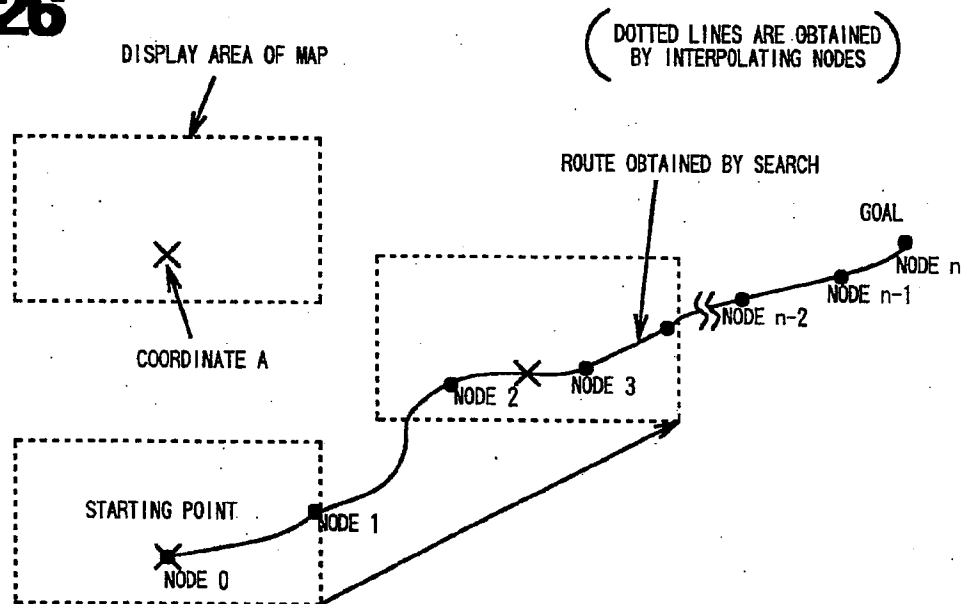 26
DISPLAY AREA OF MAP
DOTTED LINES ARE OBTAINED
BY INTERPOLATING NODES
ROUTE OBTAINED BY SEARCH
GOAL
NODE n
NODE n-1
NODE n-2
COORDINATE A
NODE 2
NODE 3
STARTING POINT
NODE 1
NODE 0